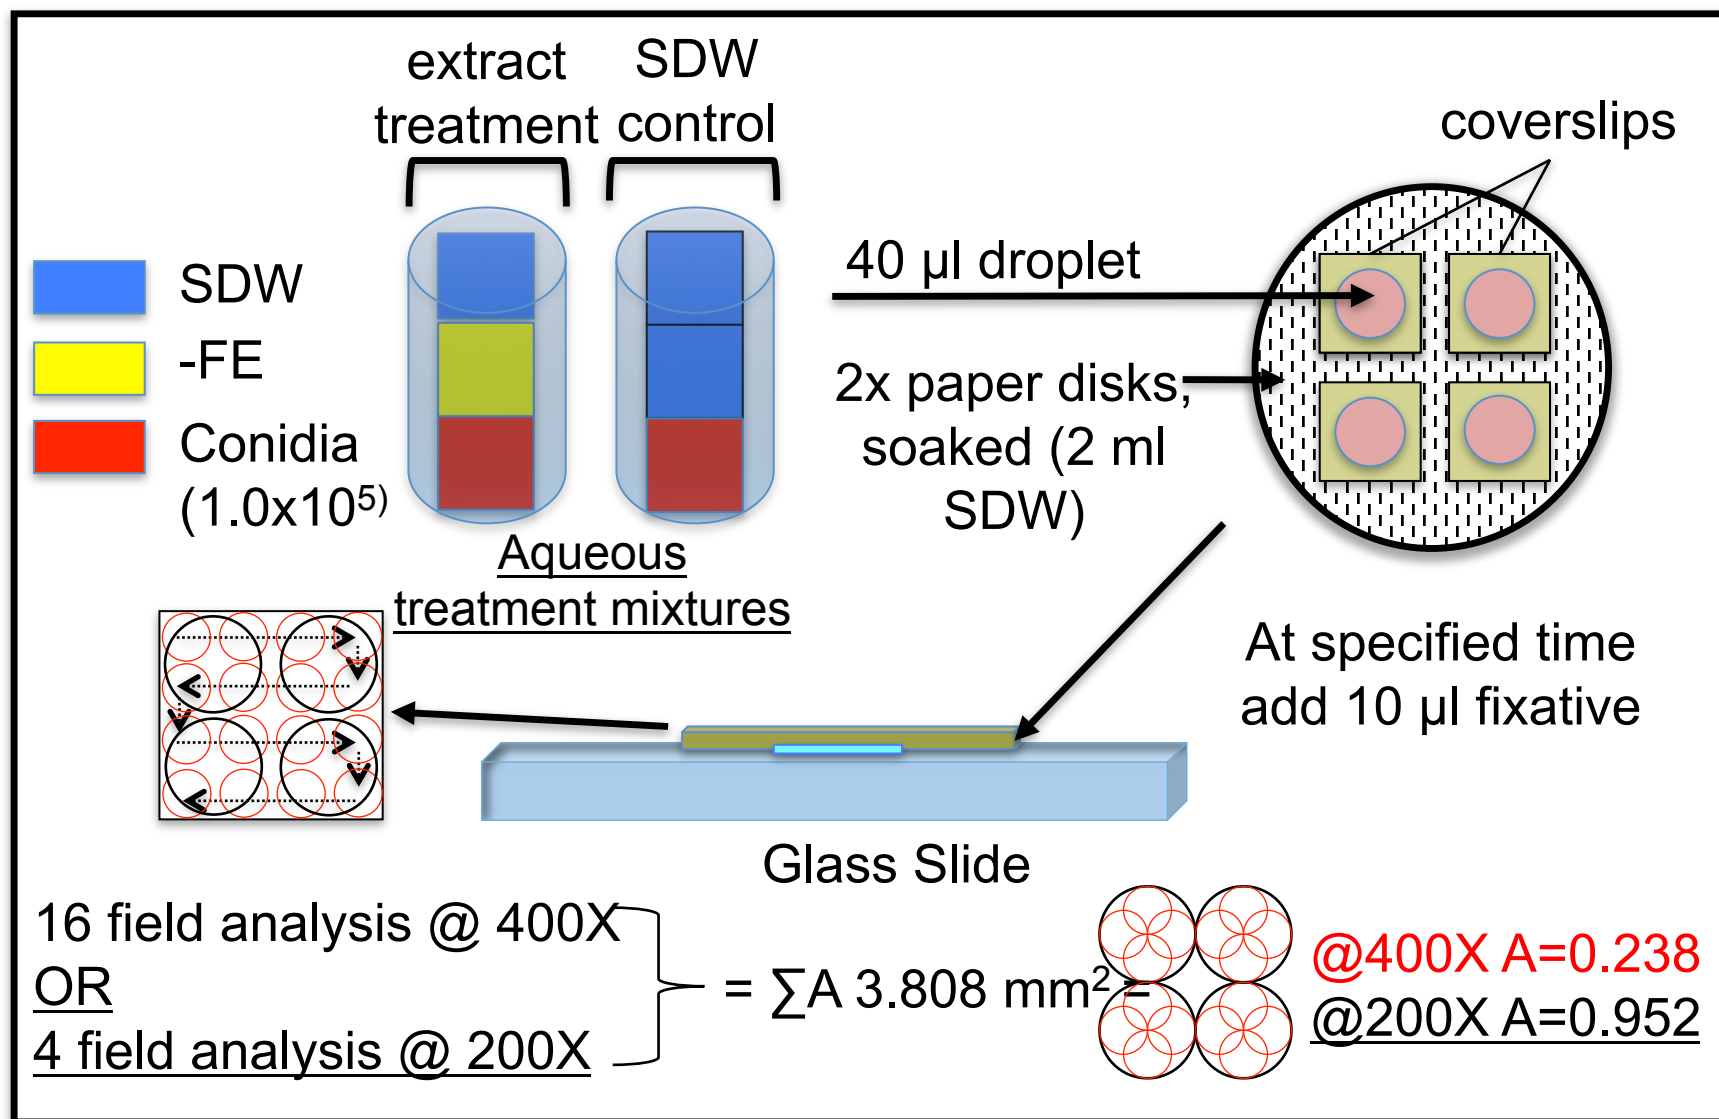 extract
treatment
SDW
control
coverslips
SDW
-FE
Conidia
(1.0x10⁵⁾
40 µl droplet
2x paper disks,
soaked (2 ml
SDW)
Aqueous
treatment mixtures
At specified time
add 10 µl fixative
Glass Slide
16 field analysis @ 400X
OR
4 field analysis @ 200X
= ∑A 3.808 mm² =
@400X A=0.238
@200X A=0.952